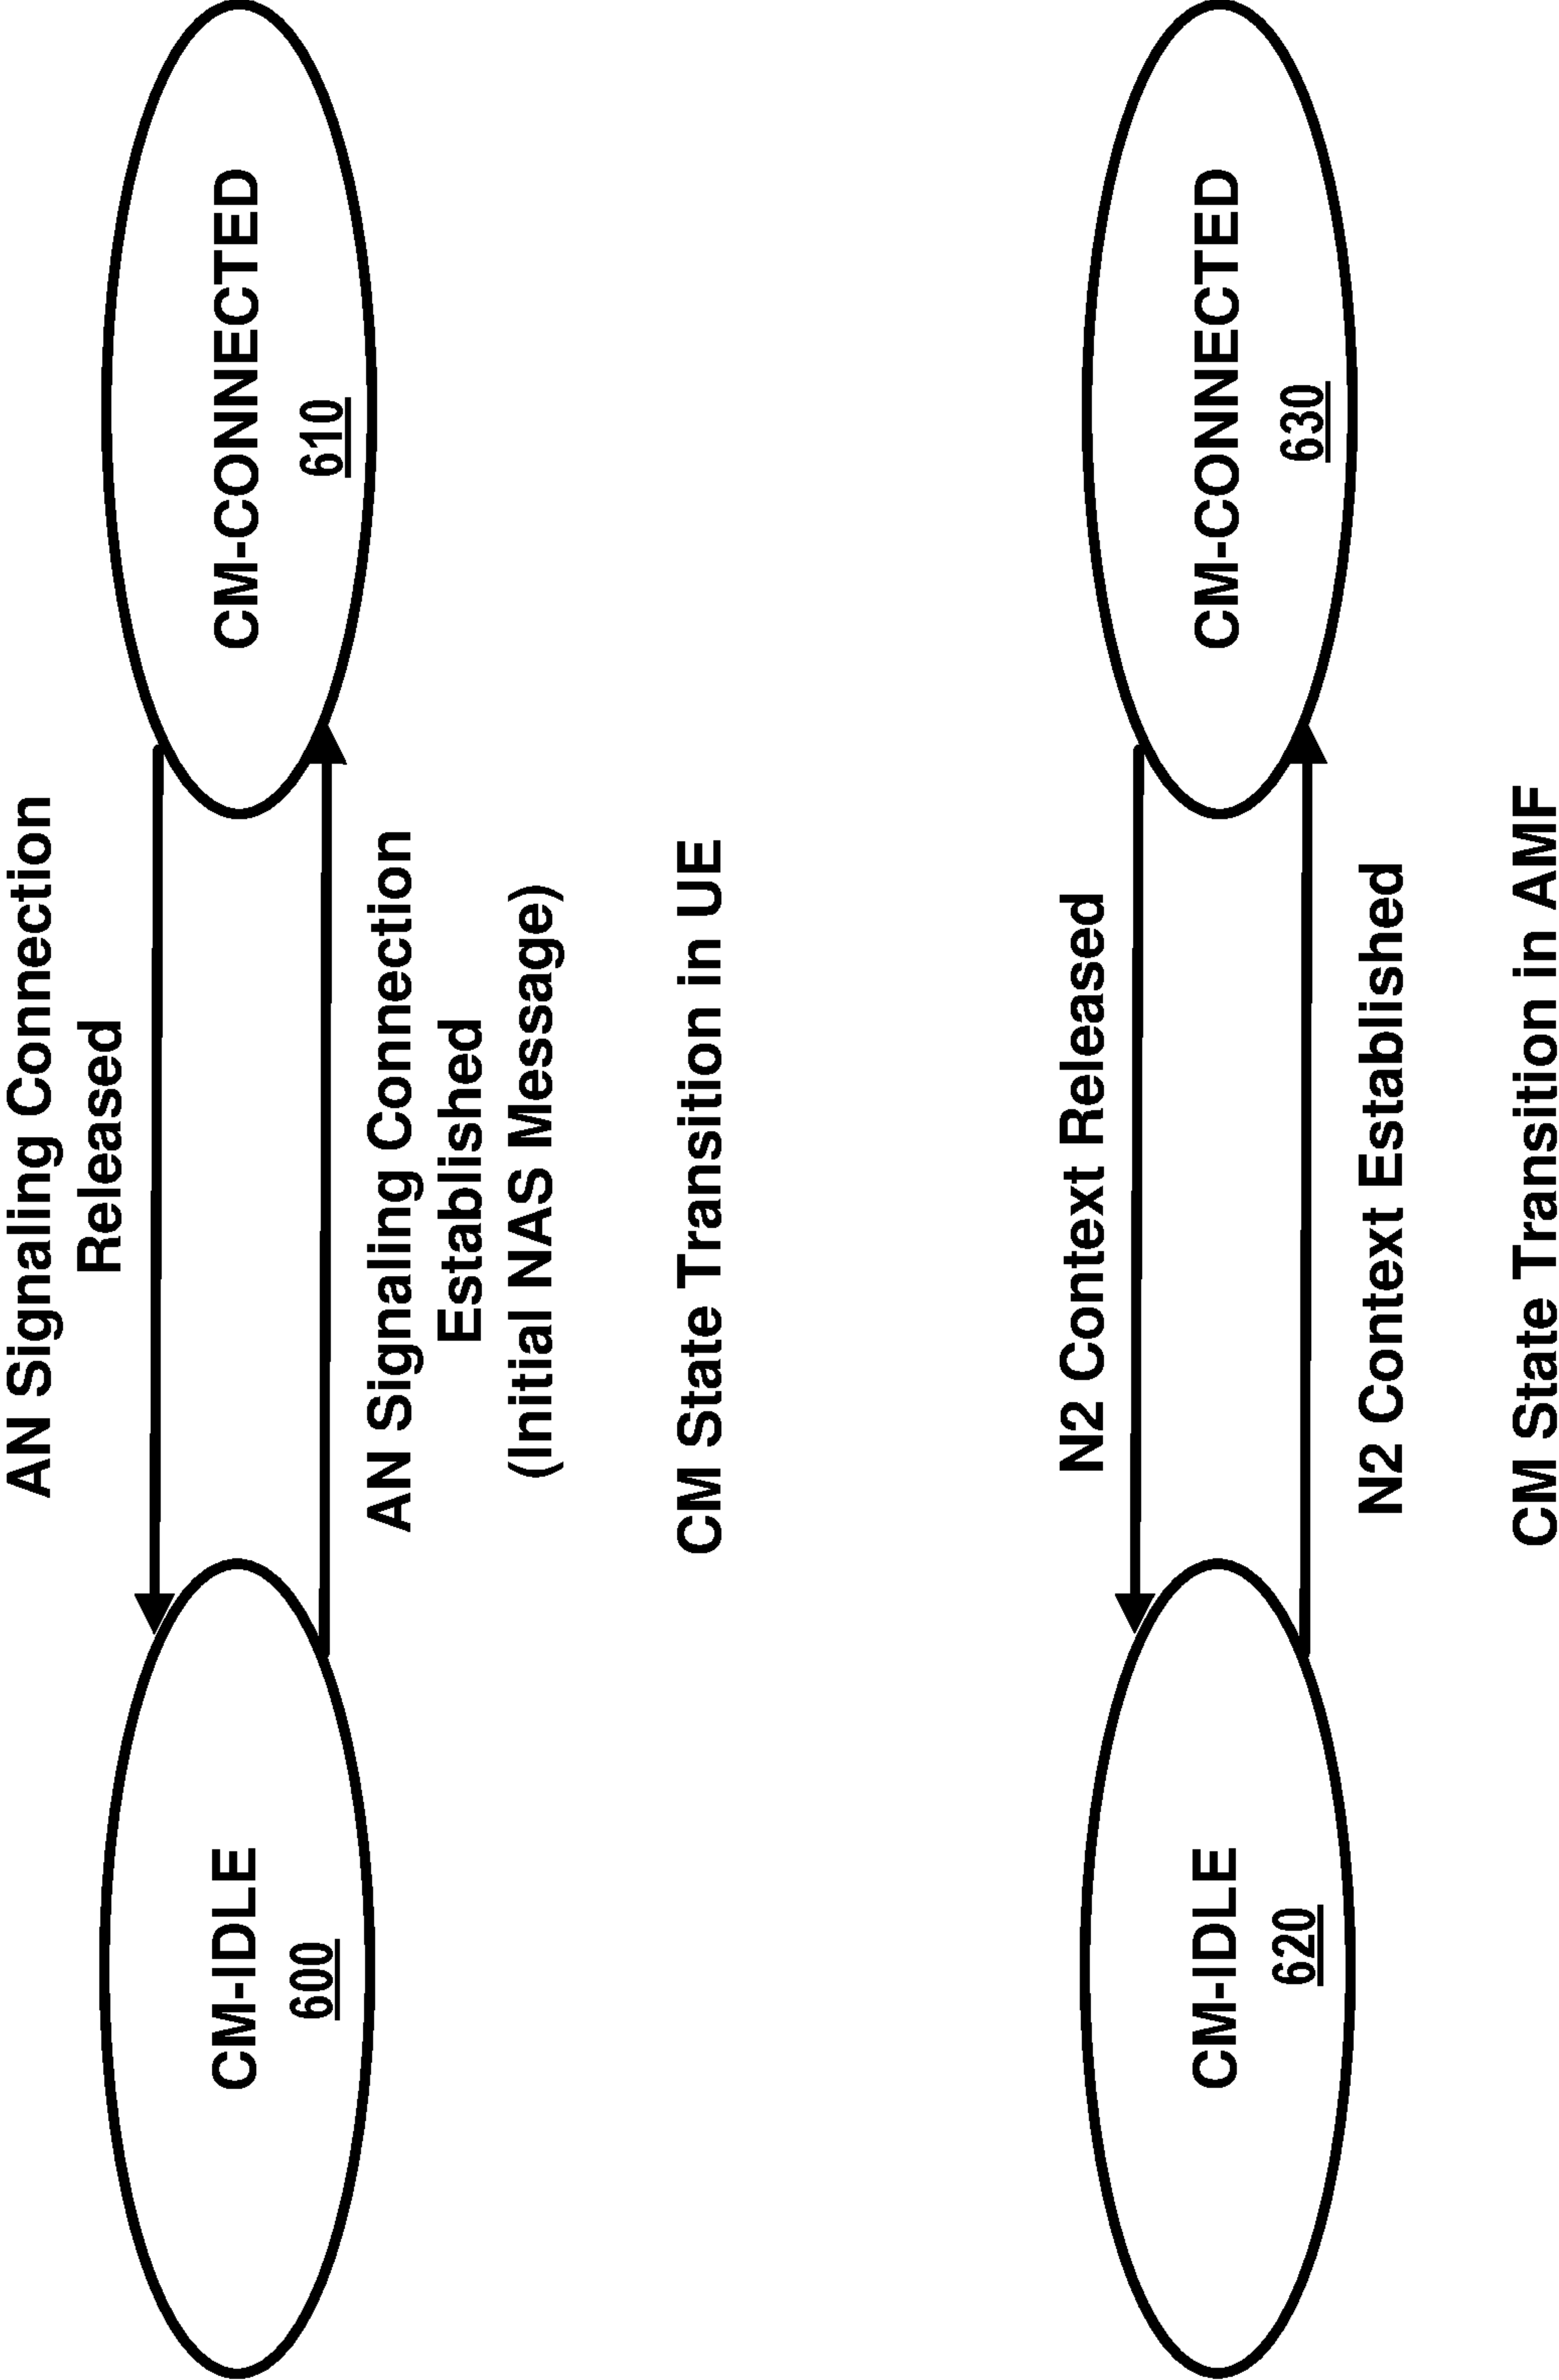 AN Signaling Connection
Released
CM-IDLE
600
CM-CONNECTED
610
AN Signaling Connection
Established
(Initial NAS Message)
CM State Transition in UE
N2 Context Released
CM-IDLE
620
CM-CONNECTED
630
N2 Context Established
CM State Transition in AMF